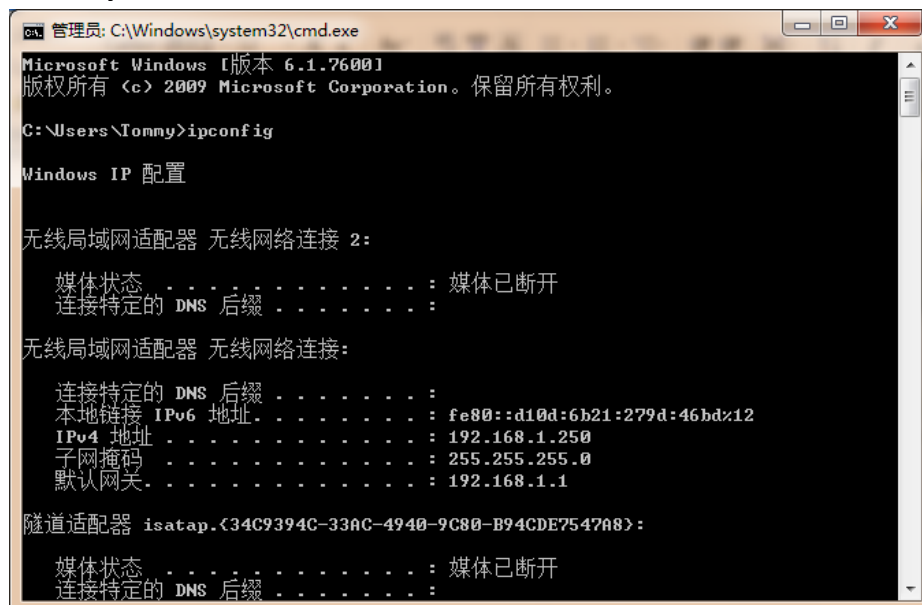 管理员: C:\Windows\system32\cmd.exe
Microsoft Windows [版本 6.1.7600]
版权所有 (c) 2009 Microsoft Corporation。保留所有权利。
C:\Users\Tommy>ipconfig
Windows IP 配置
无线局域网适配器 无线网络连接 2:
媒体状态 . . . . . . . . . . . . : 媒体已断开
连接特定的 DNS 后缀 . . . . . . . :
无线局域网适配器 无线网络连接:
连接特定的 DNS 后缀 . . . . . . . :
本地链接 IPv6 地址. . . . . . . . : fe80::d10d:6b21:279d:46bd%12
IPv4 地址 . . . . . . . . . . . . : 192.168.1.250
子网掩码 . . . . . . . . . . . . : 255.255.255.0
默认网关. . . . . . . . . . . . . : 192.168.1.1
隧道适配器 isatap.{34C9394C-33AC-4940-9C80-B94CDE7547A8}:
媒体状态 . . . . . . . . . . . . : 媒体已断开
连接特定的 DNS 后缀 . . . . . . . :